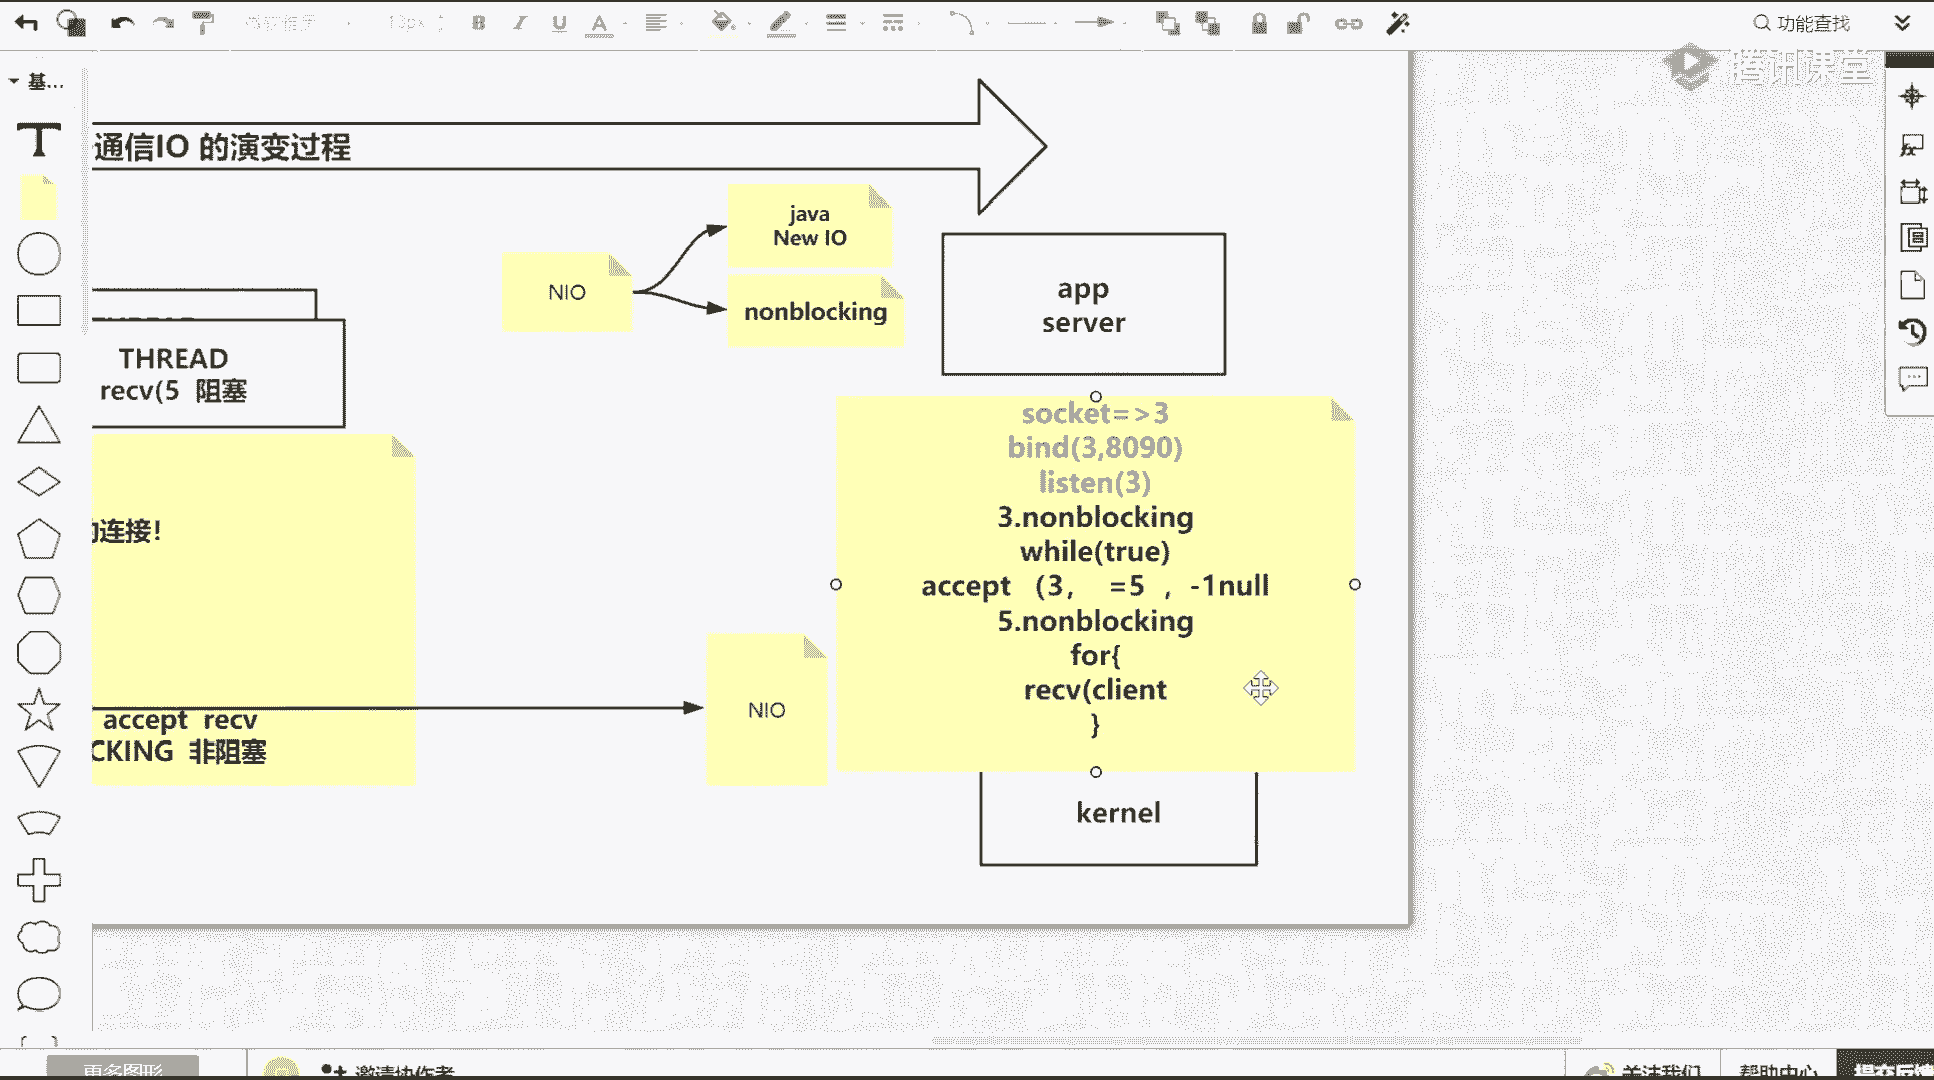 13px
B
I
U
A
功能查找
腾讯课堂
基...
T
通信IO 的演变过程
java
New IO
NIO
nonblocking
app
server
THREAD
recv(5 阻塞
socket=>3
bind(3,8090)
listen(3)
3.nonblocking
while(true)
accept (3, =5 , -1null
5.nonblocking
for{
recv(client
}
连接!
NIO
accept recv
CKING 非阻塞
kernel
更多图形
邀请协作者
关注我们
帮助中心
提交反馈